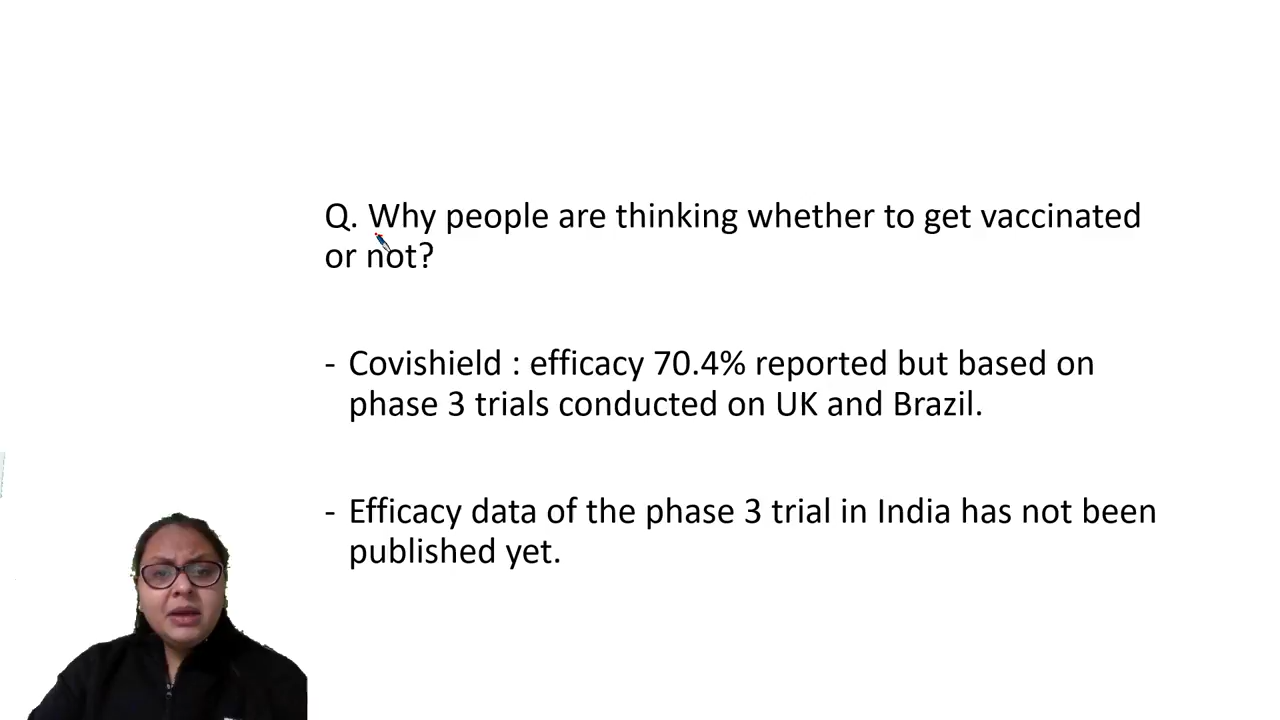 Q. Why people are thinking whether to get vaccinated
or not?
- Covishield : efficacy 70.4% reported but based on
phase 3 trials conducted on UK and Brazil.
- Efficacy data of the phase 3 trial in India has not been
published yet.